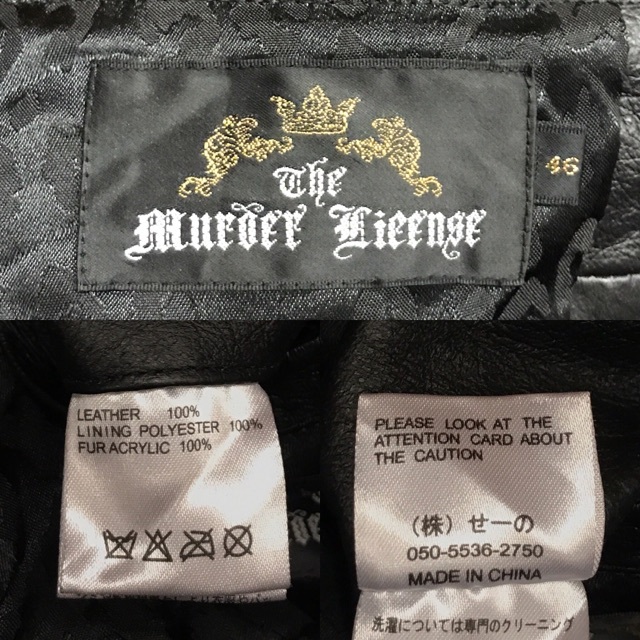 The
Murder License
46
LEATHER 100%
LINING POLYESTER 100%
FUR ACRYLIC 100%
PLEASE LOOK AT THE
ATTENTION CARD ABOUT
THE CAUTION
(株)せーの
050-5536-2750
MADE IN CHINA
洗濯については専門のクリーニング